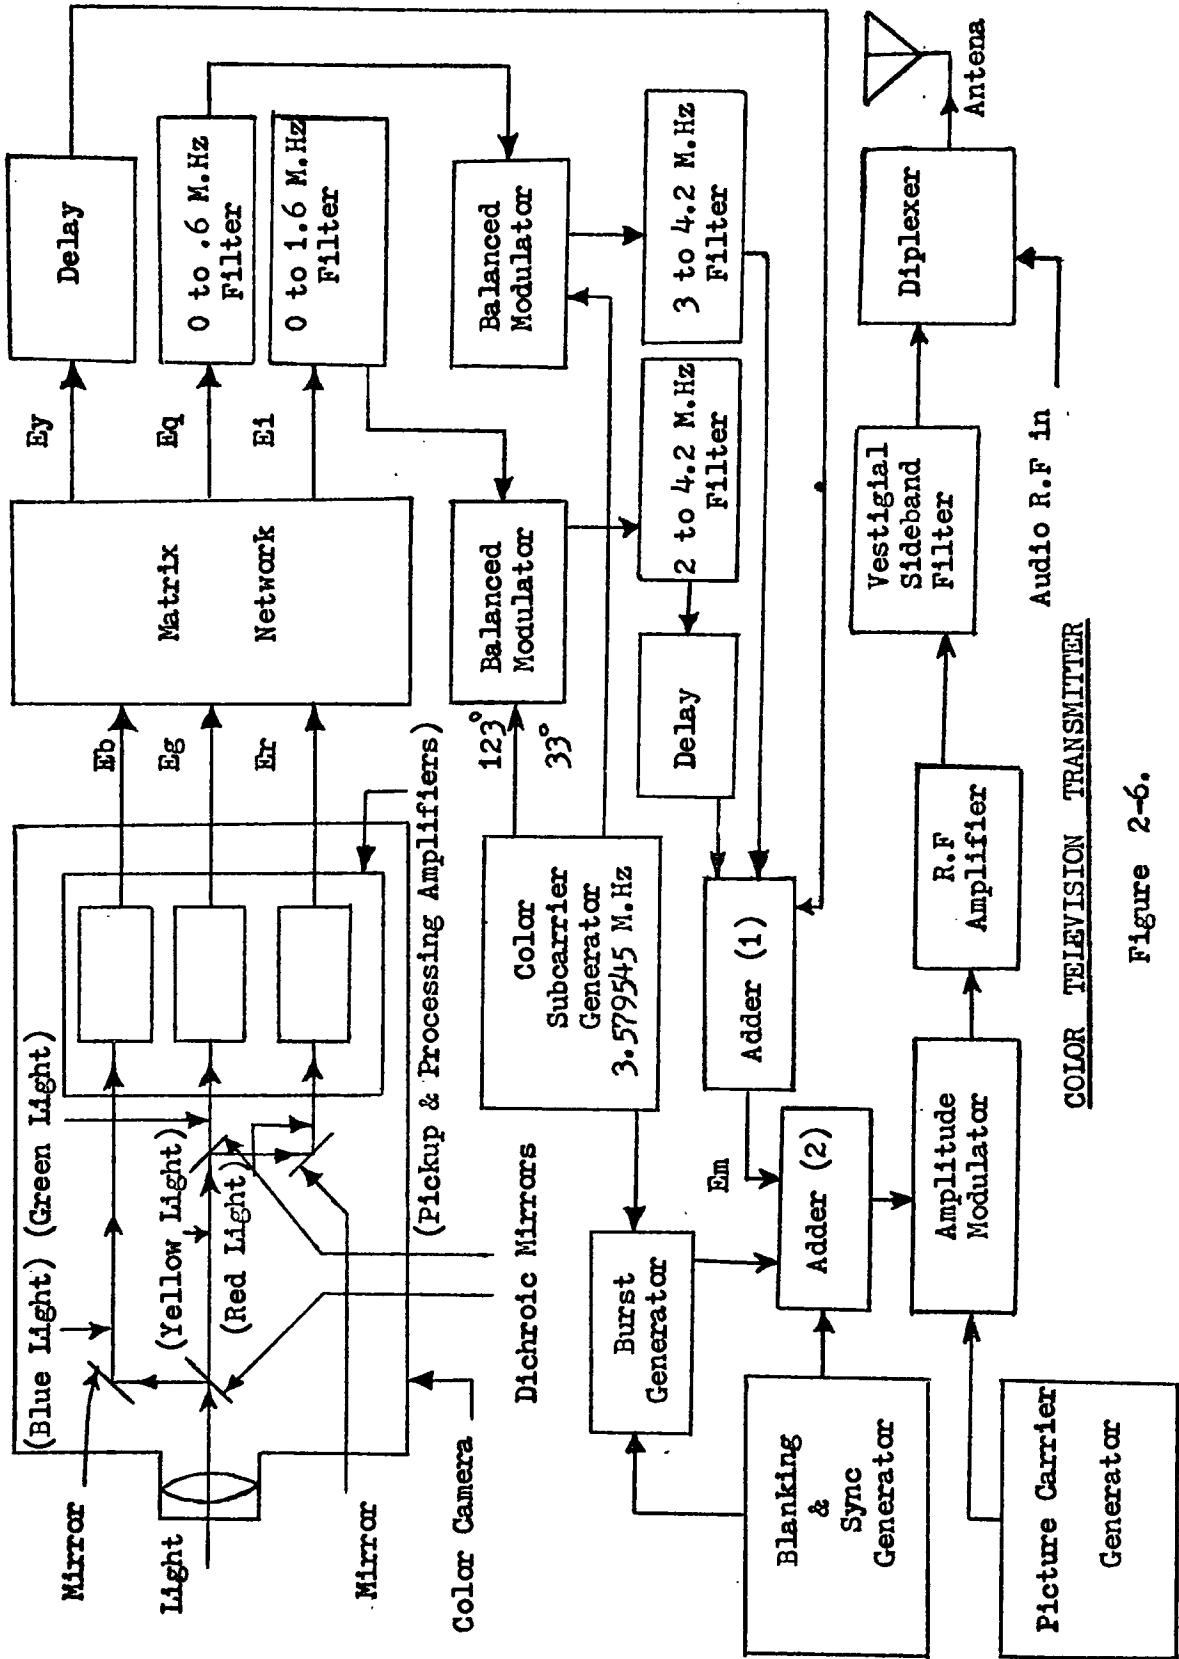 Mirror
Light
Mirror
Color Camera
(Blue Light)
(Green Light)
(Yellow Light)
(Red Light)
(Pickup & Processing Amplifiers)
Dichroic Mirrors
Eb
Eg
Er
Matrix
Network
Ey
Eq
Ei
Delay
0 to .6 M.Hz
Filter
0 to 1.6 M.Hz
Filter
Color
Subcarrier
Generator
3.579545 M.Hz
123°
33°
Balanced
Modulator
Balanced
Modulator
Burst
Generator
Em
Adder (1)
Delay
2 to 4.2 M.Hz
Filter
3 to 4.2 M.Hz
Filter
Blanking
&
Sync
Generator
Adder (2)
Picture Carrier
Generator
Amplitude
Modulator
R.F
Amplifier
Vestigial
Sideband
Filter
Diplexer
Antena
Audio R.F in
COLOR TELEVISION TRANSMITTER
Figure 2-6.